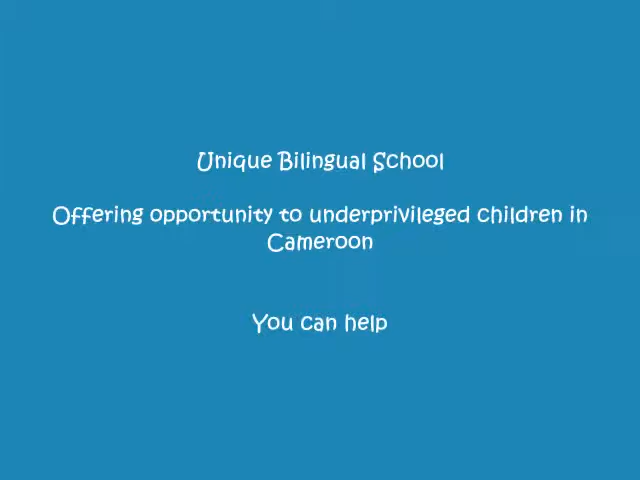 Unique Bilingual School
Offering opportunity to underprivileged children in
Cameroon
You can help